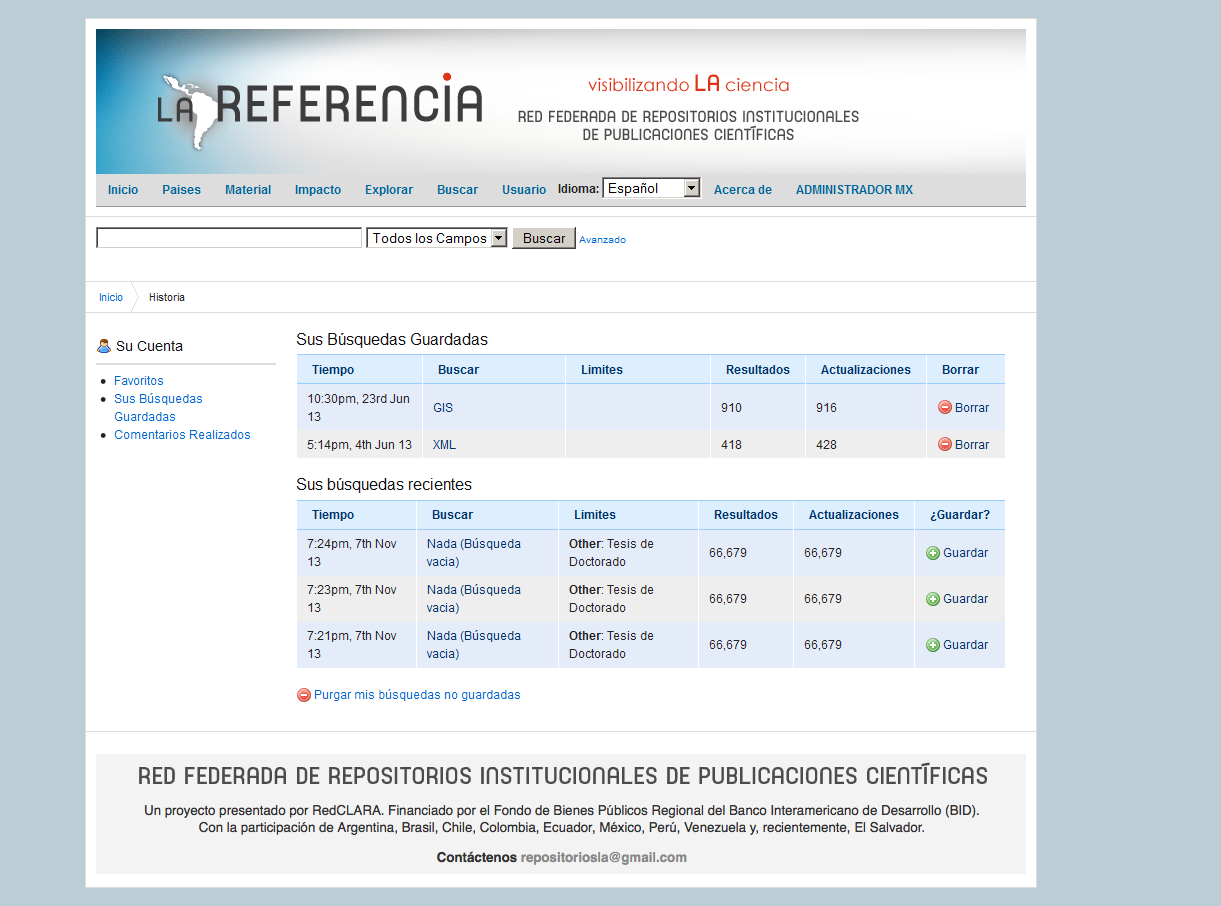 LA REFERENCIA
visibilizando LA ciencia
RED FEDERADA DE REPOSITORIOS INSTITUCIONALES
DE PUBLICACIONES CIENTÍFICAS
Inicio Paises Material Impacto Explorar Buscar Usuario Idioma: Español Acerca de ADMINISTRADOR MX
Todos los Campos Buscar Avanzado
Inicio Historia
Su Cuenta
Favoritos
Sus Búsquedas
Guardadas
Comentarios Realizados
Sus Búsquedas Guardadas
Tiempo Buscar Limites Resultados Actualizaciones Borrar
10:30pm, 23rd Jun
13
GIS 910 916 Borrar
5:14pm, 4th Jun 13 XML 418 428 Borrar
Sus búsquedas recientes
Tiempo Buscar Limites Resultados Actualizaciones ¿Guardar?
7:24pm, 7th Nov
13
Nada (Búsqueda
vacia)
Other: Tesis de
Doctorado
66,679 66,679 Guardar
7:23pm, 7th Nov
13
Nada (Búsqueda
vacia)
Other: Tesis de
Doctorado
66,679 66,679 Guardar
7:21pm, 7th Nov
13
Nada (Búsqueda
vacia)
Other: Tesis de
Doctorado
66,679 66,679 Guardar
Purgar mis búsquedas no guardadas
RED FEDERADA DE REPOSITORIOS INSTITUCIONALES DE PUBLICACIONES CIENTÍFICAS
Un proyecto presentado por RedCLARA. Financiado por el Fondo de Bienes Públicos Regional del Banco Interamericano de Desarrollo (BID).
Con la participación de Argentina, Brasil, Chile, Colombia, Ecuador, México, Perú, Venezuela y, recientemente, El Salvador.
Contáctenos repositoriosla@gmail.com